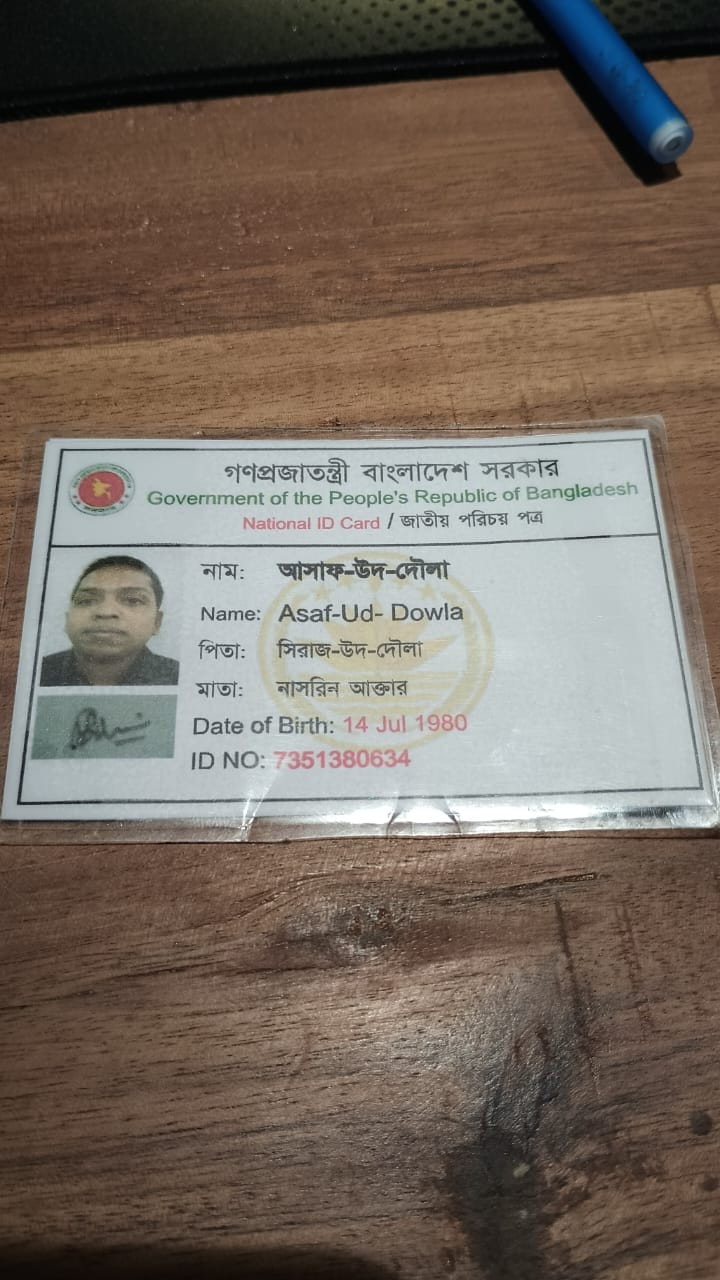 গণপ্রজাতন্ত্রী বাংলাদেশ সরকার
Government of the People's Republic of Bangladesh
National ID Card / জাতীয় পরিচয় পত্র
নাম: আসাফ-উদ-দৌলা
Name: Asaf-Ud- Dowla
পিতা: সিরাজ-উদ-দৌলা
মাতা: নাসরিন আক্তার
Date of Birth: 14 Jul 1980
ID NO: 7351380634